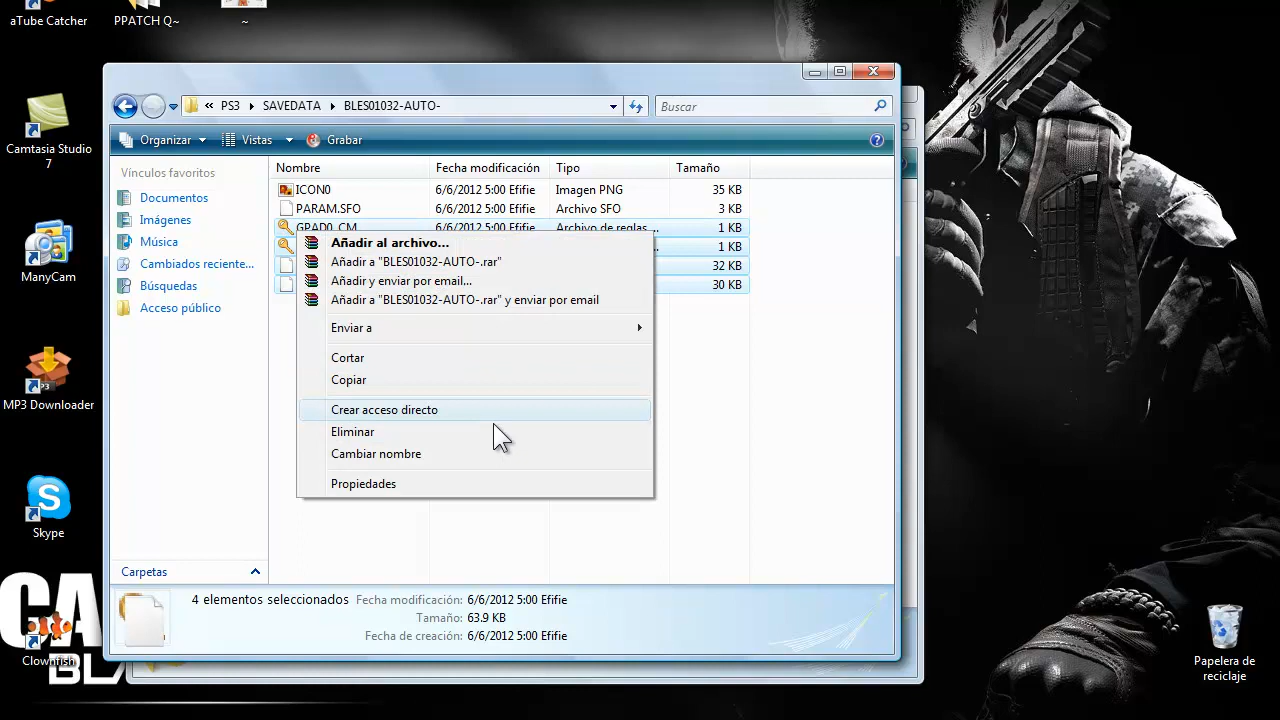 aTube Catcher
PPATCH Q~
~
Camtasia Studio
7
ManyCam
MP3 Downloader
Skype
Clownfish
Papelera de
reciclaje
« PS3 SAVEDATA BLES01032-AUTO-
Buscar
Organizar Vistas Grabar
Vínculos favoritos
Documentos
Imágenes
Música
Cambiados reciente...
Búsquedas
Acceso público
Carpetas
Nombre Fecha modificación Tipo Tamaño
ICON0 6/6/2012 5:00 Efifie Imagen PNG 35 KB
PARAM.SFO 6/6/2012 5:00 Efifie Archivo SFO 3 KB
GPAD0_CM 6/6/2012 5:00 Efifie Archivo de reglas ... 1 KB
... 1 KB
32 KB
30 KB
Añadir al archivo...
Añadir a "BLES01032-AUTO-.rar"
Añadir y enviar por email...
Añadir a "BLES01032-AUTO-.rar" y enviar por email
Enviar a
Cortar
Copiar
Crear acceso directo
Eliminar
Cambiar nombre
Propiedades
4 elementos seleccionados Fecha modificación: 6/6/2012 5:00 Efifie
Tamaño: 63.9 KB
Fecha de creación: 6/6/2012 5:00 Efifie